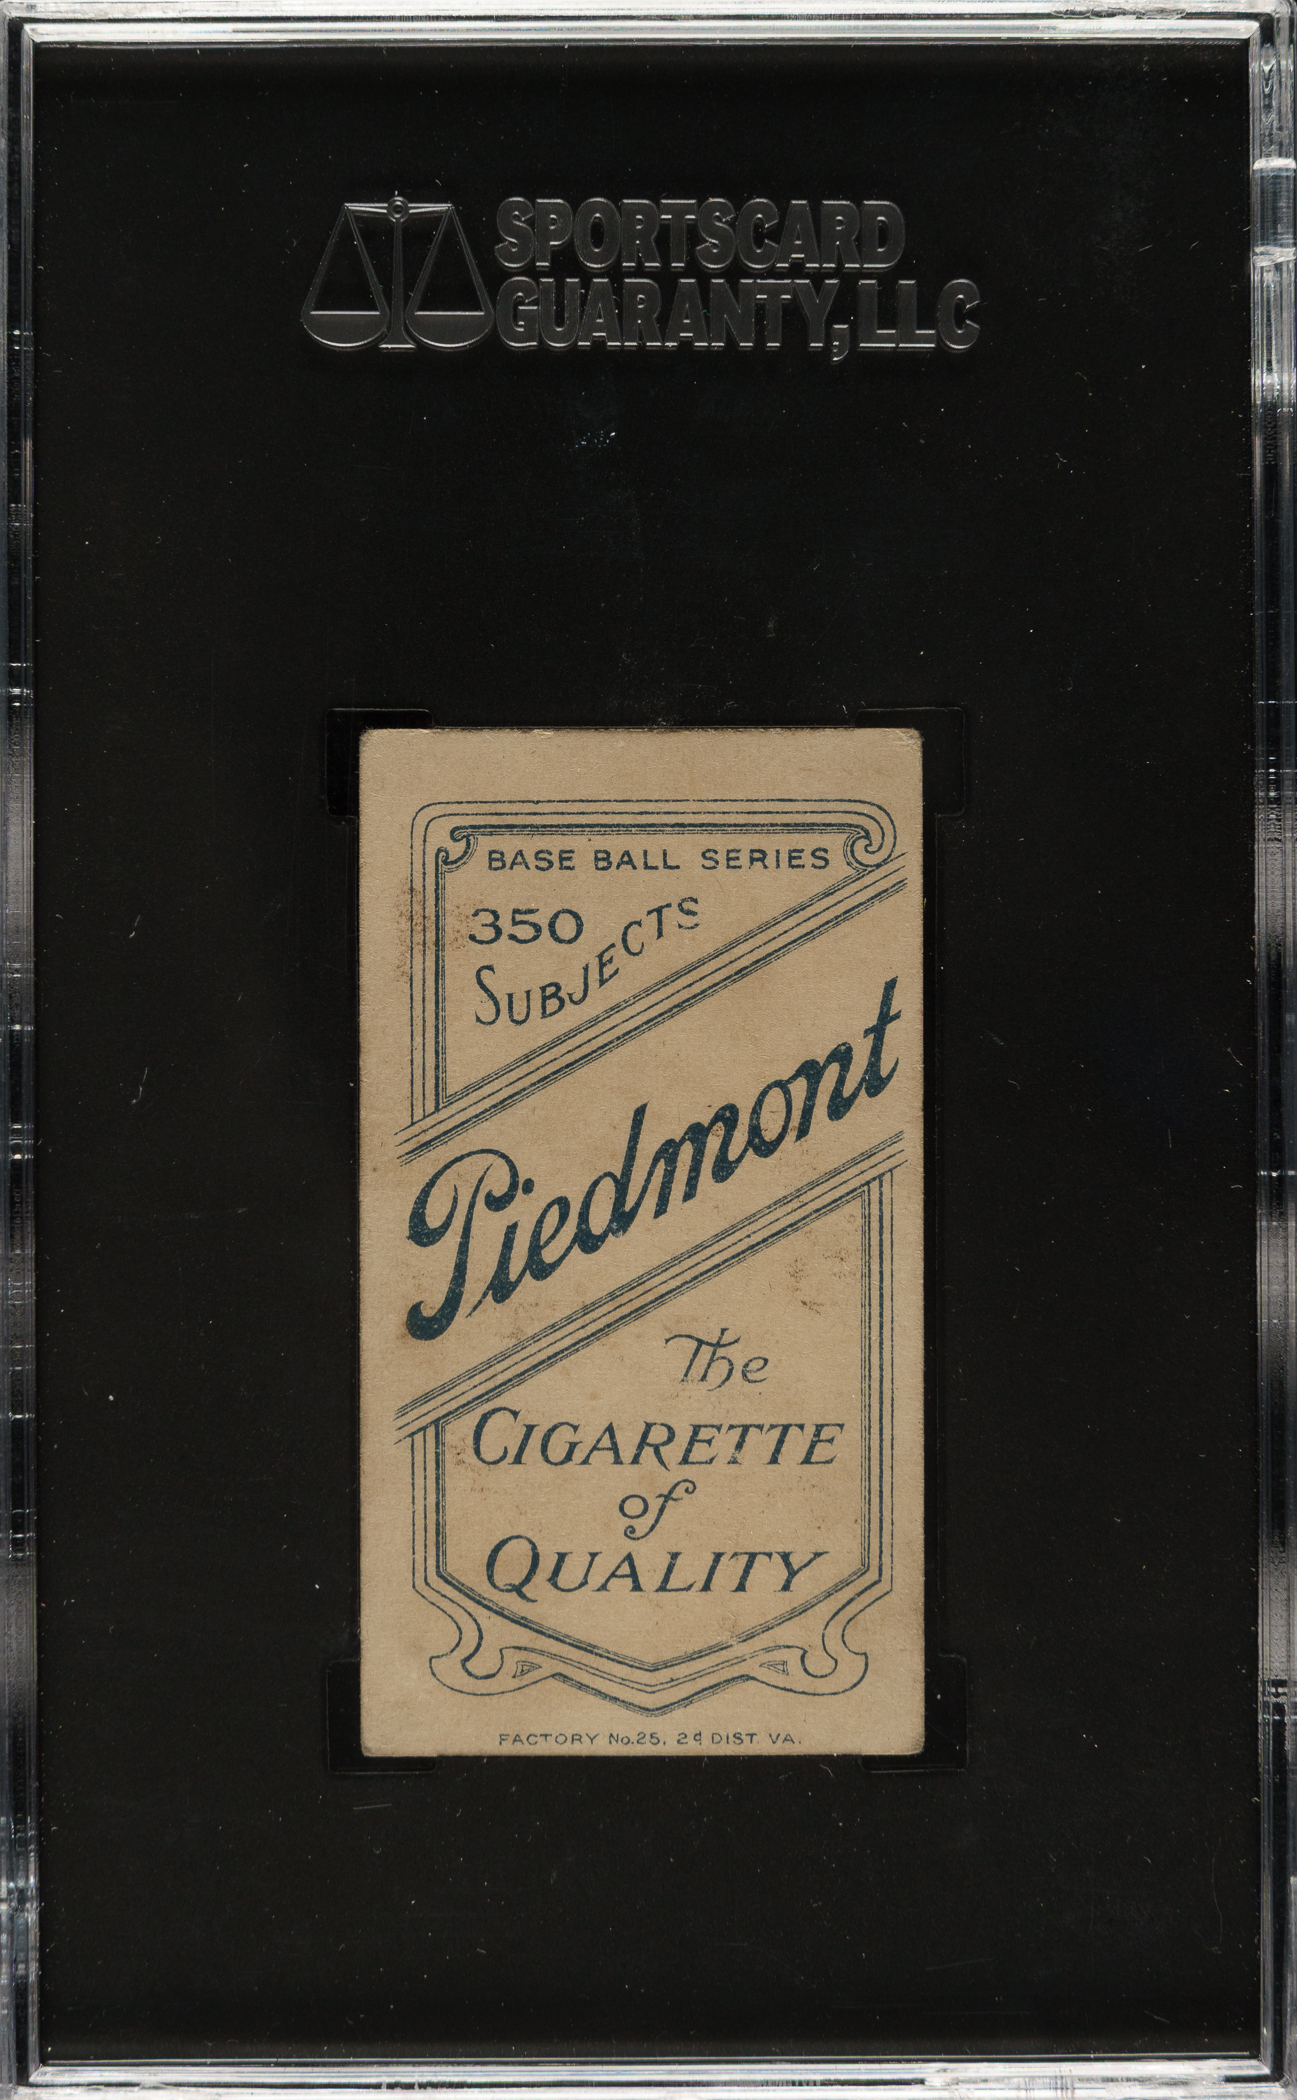 SPORTSCARD
GUARANTY, LLC
BASE BALL SERIES
350
SUBJECTS
Piedmont
The
CIGARETTE
of
QUALITY
FACTORY No.25, 2d DIST. VA.